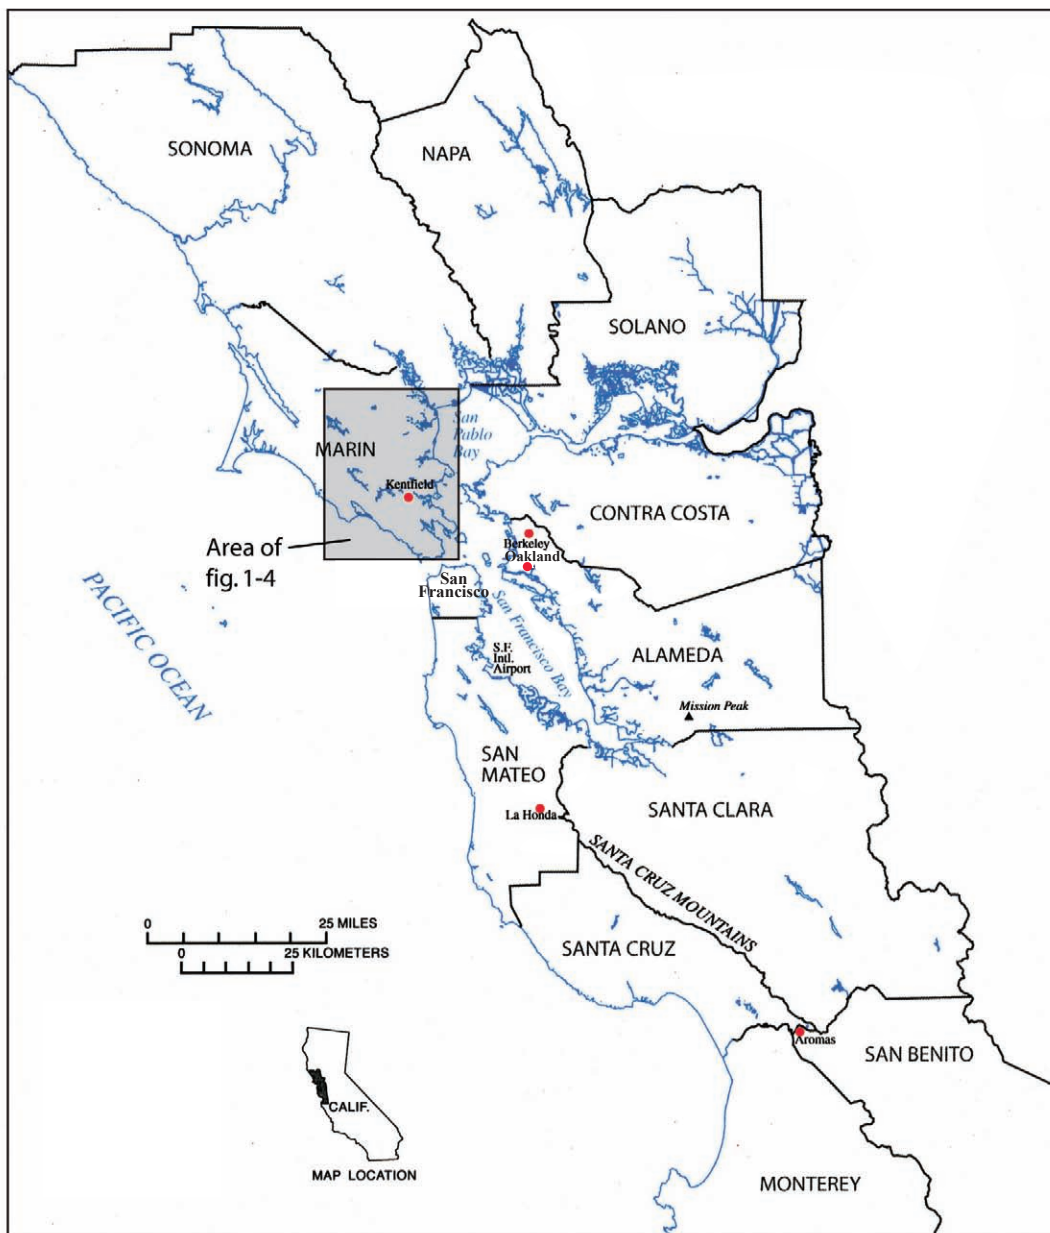 SONOMA
NAPA
SOLANO
San
Pablo
Bay
MARIN
Kentfield
CONTRA COSTA
Berkeley
Oakland
Area of
fig. 1-4
San
Francisco
PACIFIC OCEAN
San Francisco Bay
S.F.
Intl.
Airport
ALAMEDA
Mission Peak
SAN
MATEO
SANTA CLARA
La Honda
SANTA CRUZ MOUNTAINS
0 25 MILES
0 25 KILOMETERS
SANTA CRUZ
Aromas
SAN BENITO
CALIF.
MAP LOCATION
MONTEREY